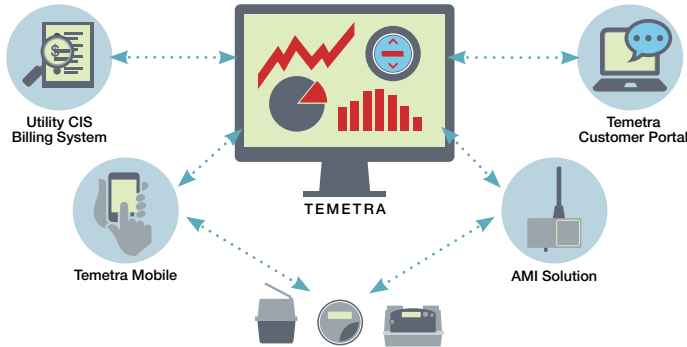 $
Utility CIS
Billing System
Temetra
Customer Portal
TEMETRA
Temetra Mobile
AMI Solution